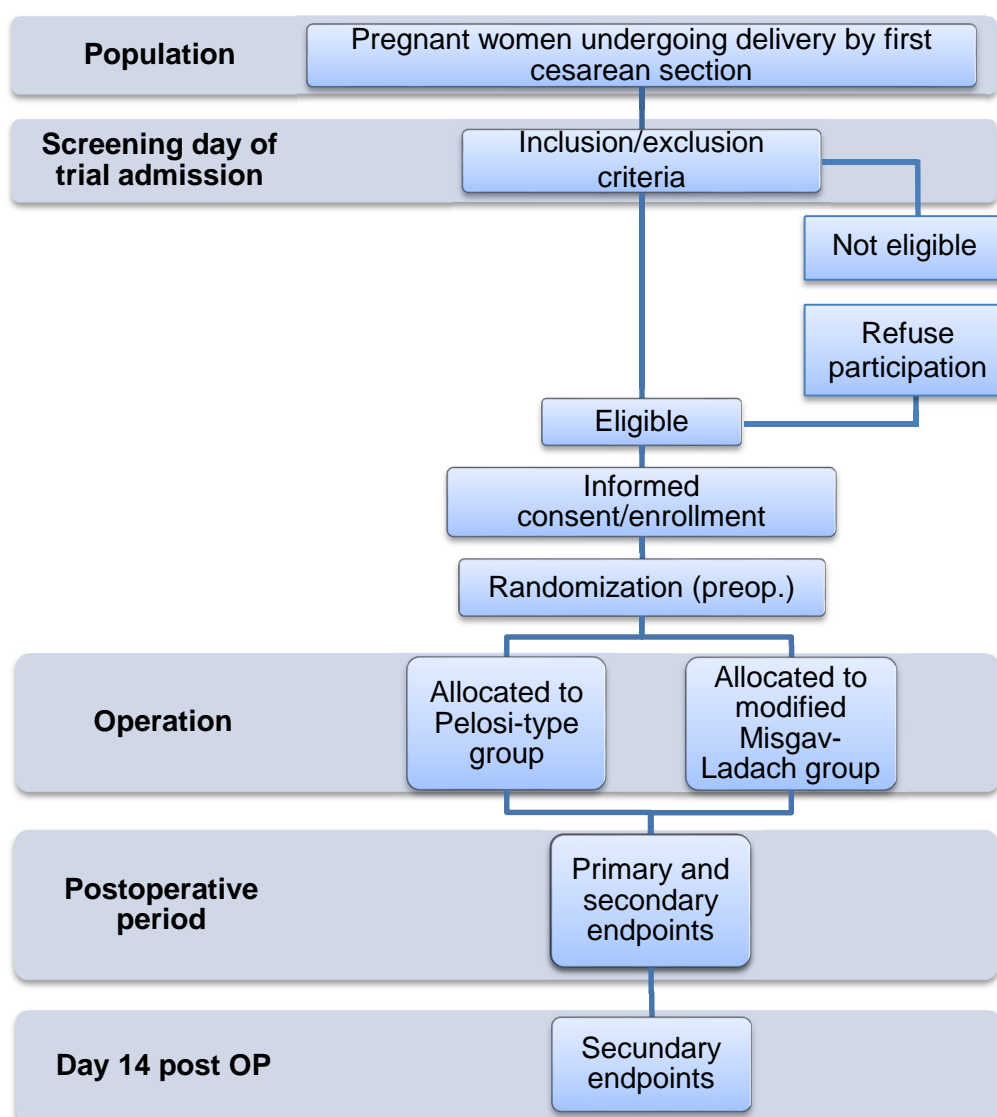 Population
Pregnant women undergoing delivery by first
cesarean section
Screening day of
trial admission
Inclusion/exclusion
criteria
Not eligible
Refuse
participation
Eligible
Informed
consent/enrollment
Randomization (preop.)
Operation
Allocated to
Pelosi-type
group
Allocated to
modified
Misgav-
Ladach group
Postoperative
period
Primary and
secondary
endpoints
Day 14 post OP
Secundary
endpoints